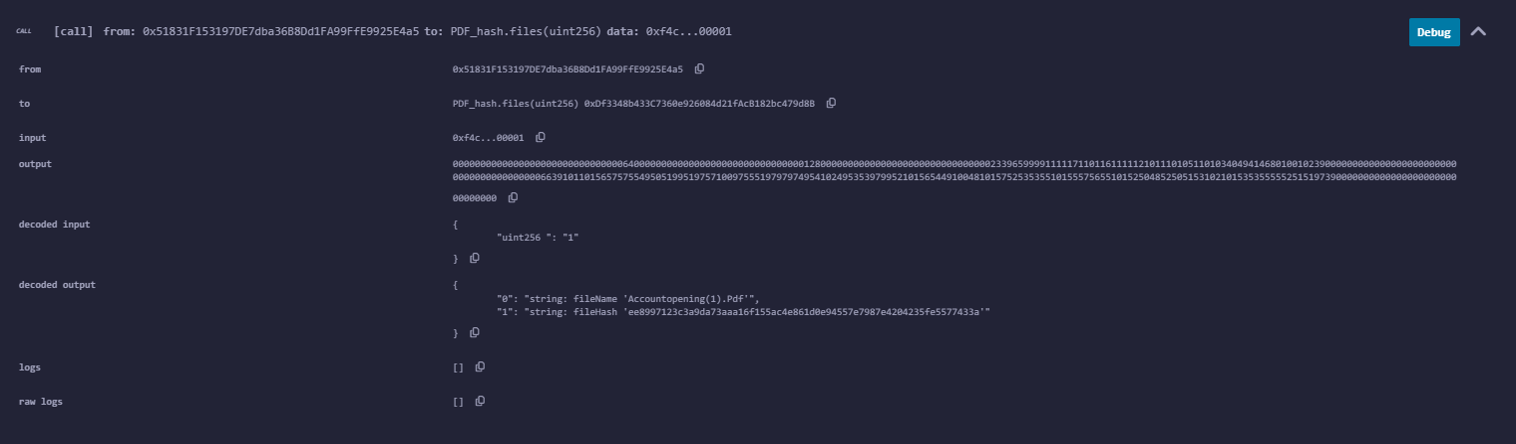 CALL [call] from: 0x51831F153197DE7dba36B8Dd1FA99FfE9925E4a5 to: PDF_hash.files(uint256) data: 0xf4c...00001 Debug
from 0x51831F153197DE7dba36B8Dd1FA99FfE9925E4a5
to PDF_hash.files(uint256) 0xDf3348b433C7360e926084d21fAcB182bc479d8B
input 0xf4c...00001
output
00000000
decoded input {
"uint256 ": "1"
}
decoded output {
"0": "string: fileName 'Accountopening(1).Pdf'",
"1": "string: fileHash 'ee8997123c3a9da73aaa16f155ac4e861d0e94557e7987e4204235fe5577433a'"
}
logs []
raw logs []